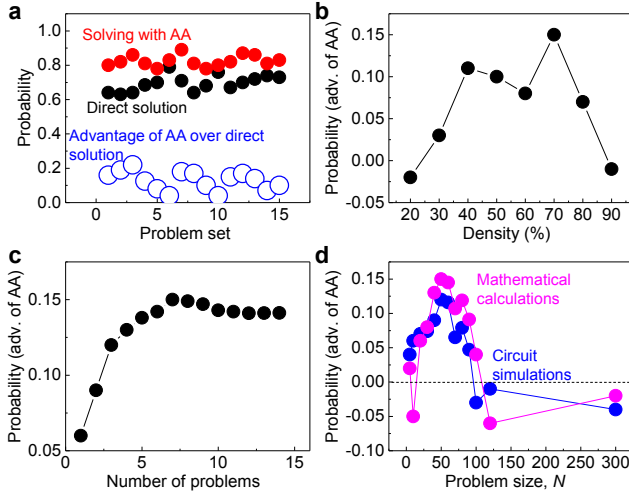 a
Probability
0.0
0.2
0.4
0.6
0.8
1.0
Solving with AA
Direct solution
Advantage of AA over direct
solution
0
5
10
15
Problem set
b
Probability (adv. of AA)
-0.05
0.00
0.05
0.10
0.15
20
30
40
50
60
70
80
90
Density (%)
c
Probability (adv. of AA)
0.05
0.10
0.15
0
5
10
15
Number of problems
d
Probability (adv. of AA)
-0.10
-0.05
0.00
0.05
0.10
0.15
0.20
Mathematical
calculations
Circuit
simulations
0
50
100
150
200
250
300
Problem size, N